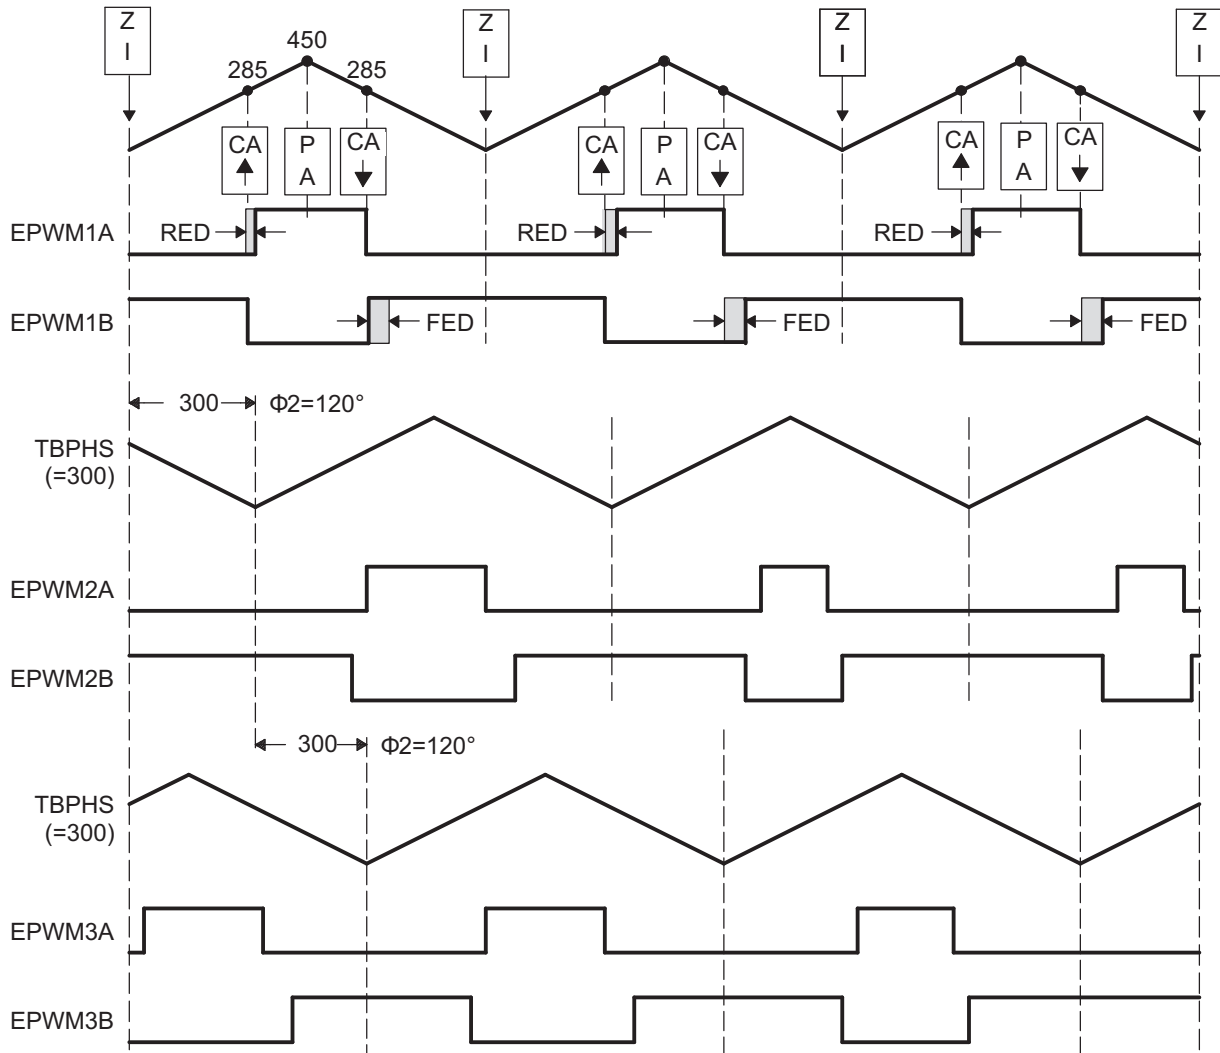 Z Z Z Z
I I I I
450
285 285
CA P CA CA P CA CA P CA
A A A
EPWM1A RED RED RED
EPWM1B FED FED FED
300 Φ2=120°
TBPHS
(=300)
EPWM2A
EPWM2B
300 Φ2=120°
TBPHS
(=300)
EPWM3A
EPWM3B